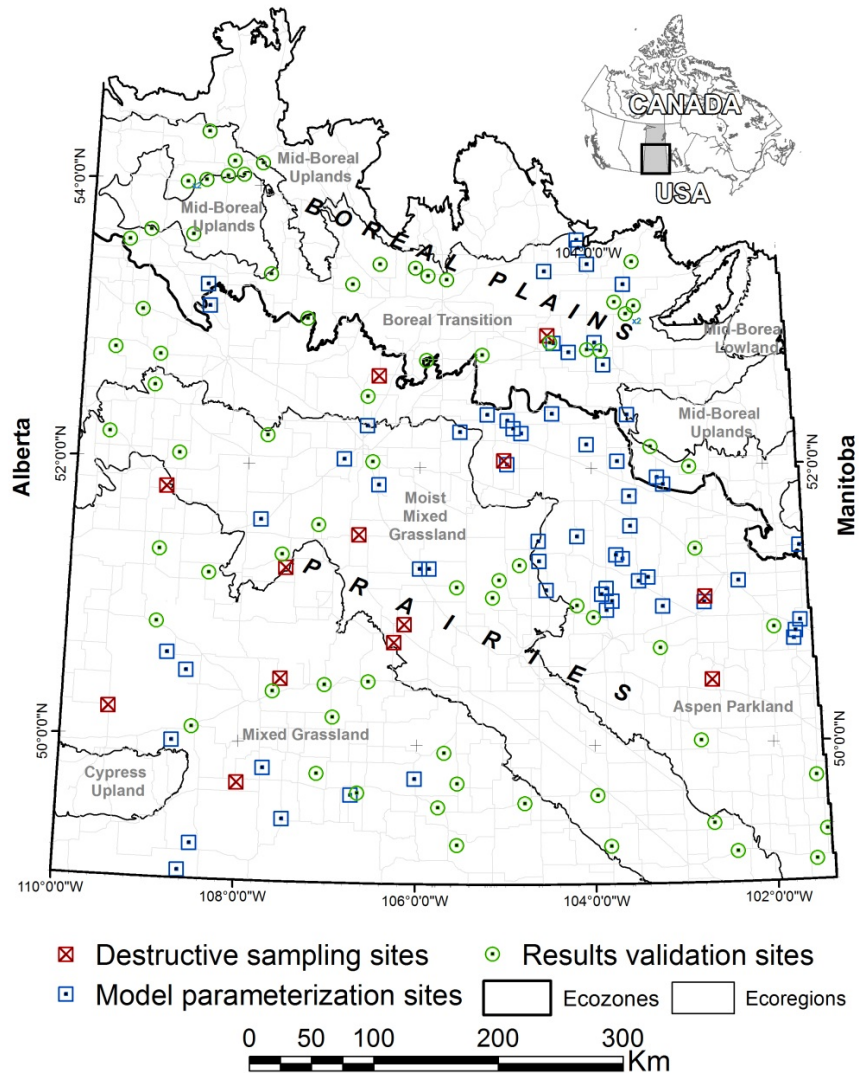 CANADA
USA
54°0'0"N
Mid-Boreal
Uplands
x2
Mid-Boreal
Uplands
BOREAL PLAINS
104°0'0"W
Boreal Transition
x2
Mid-Boreal
Lowland
Mid-Boreal
Uplands
Alberta
52°0'0"N
52°0'0"N
Manitoba
Moist
Mixed
Grassland
PRAIRIES
Aspen Parkland
50°0'0"N
Mixed Grassland
50°0'0"N
Cypress
Upland
110°0'0"W
108°0'0"W
106°0'0"W
104°0'0"W
102°0'0"W
Destructive sampling sites
Results validation sites
Model parameterization sites
Ecozones
Ecoregions
0 50 100 200 300
Km